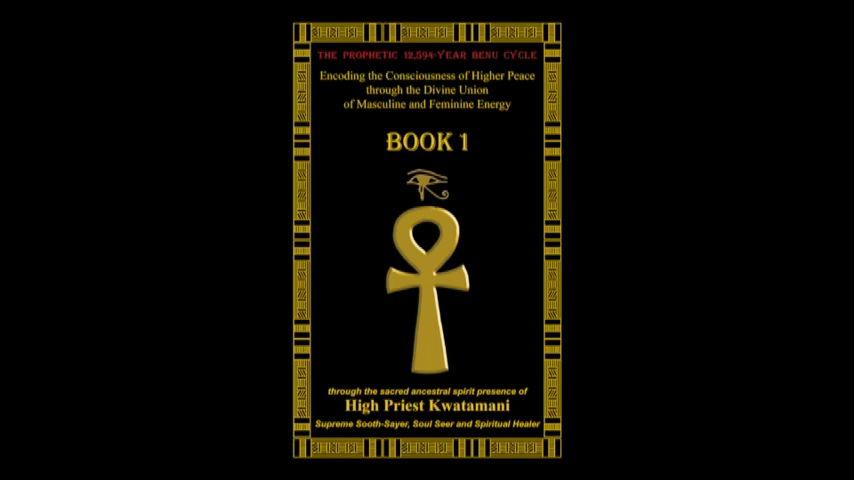 THE PROPHETIC 12,594-YEAR BENU CYCLE
Encoding the Consciousness of Higher Peace
through the Divine Union
of Masculine and Feminine Energy
BOOK 1
through the sacred ancestral spirit presence of
High Priest Kwatamani
Supreme Sooth-Sayer, Soul Seer and Spiritual Healer